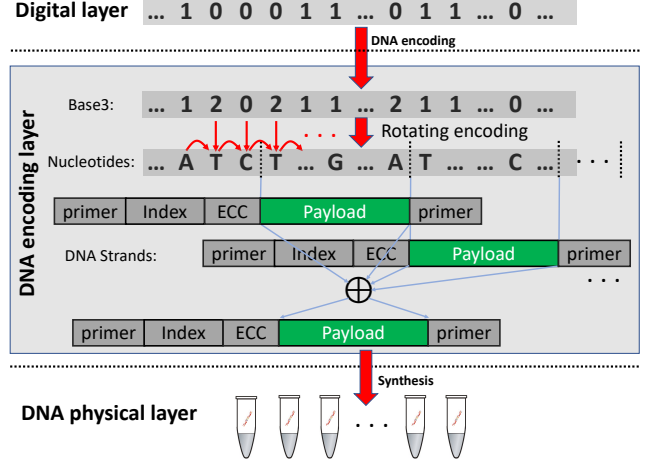 Digital layer ... 1 0 0 0 1 1 ... 0 1 1 ... 0 ...
DNA encoding
DNA encoding layer
Base3: ... 1 2 0 2 1 1 ... 2 1 1 ... 0 ...
. . . Rotating encoding
Nucleotides: ... A T C T ... G ... A T ... ... C ... . . .
primer Index ECC Payload primer
DNA Strands: primer Index ECC Payload primer
. . .
primer Index ECC Payload primer
Synthesis
DNA physical layer . . .